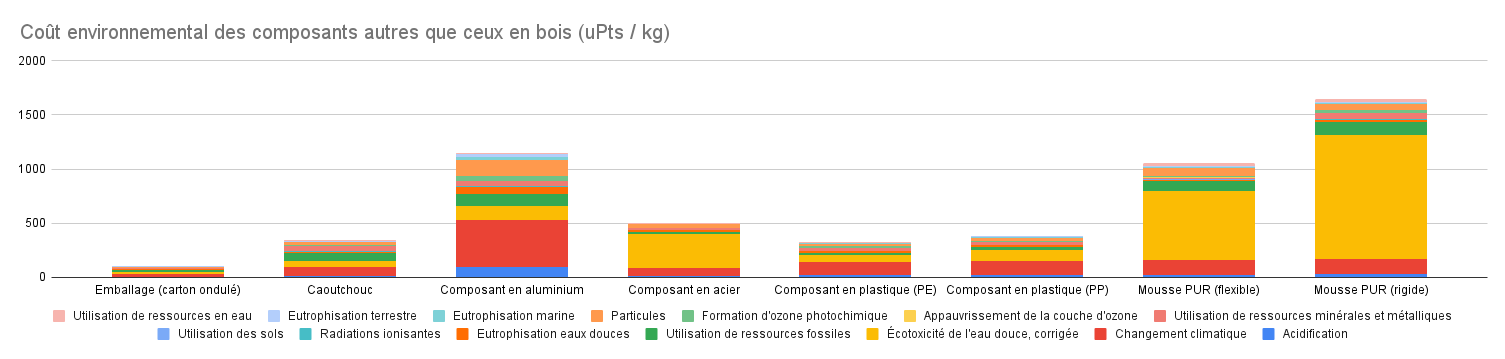 Coût environnemental des composants autres que ceux en bois (uPts / kg)
2000
1500
1000
500
0
Emballage (carton ondulé) Caoutchouc Composant en aluminium Composant en acier Composant en plastique (PE) Composant en plastique (PP) Mousse PUR (flexible) Mousse PUR (rigide)
Utilisation de ressources en eau Eutrophisation terrestre Eutrophisation marine Particules Formation d'ozone photochimique Appauvrissement de la couche d'ozone Utilisation de ressources minérales et métalliques
Utilisation des sols Radiations ionisantes Eutrophisation eaux douces Utilisation de ressources fossiles Écotoxicité de l'eau douce, corrigée Changement climatique Acidification